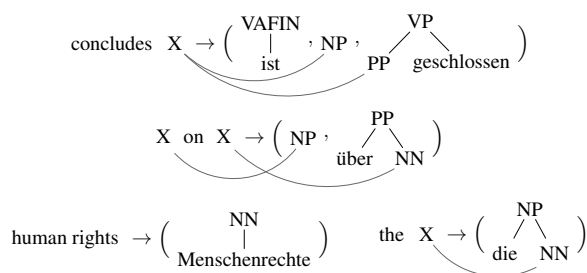 concludes X → ( VAFIN ist , NP , VP PP geschlossen )
X on X → ( NP , PP über NN )
human rights → ( NN Menschenrechte ) the X → ( NP die NN )